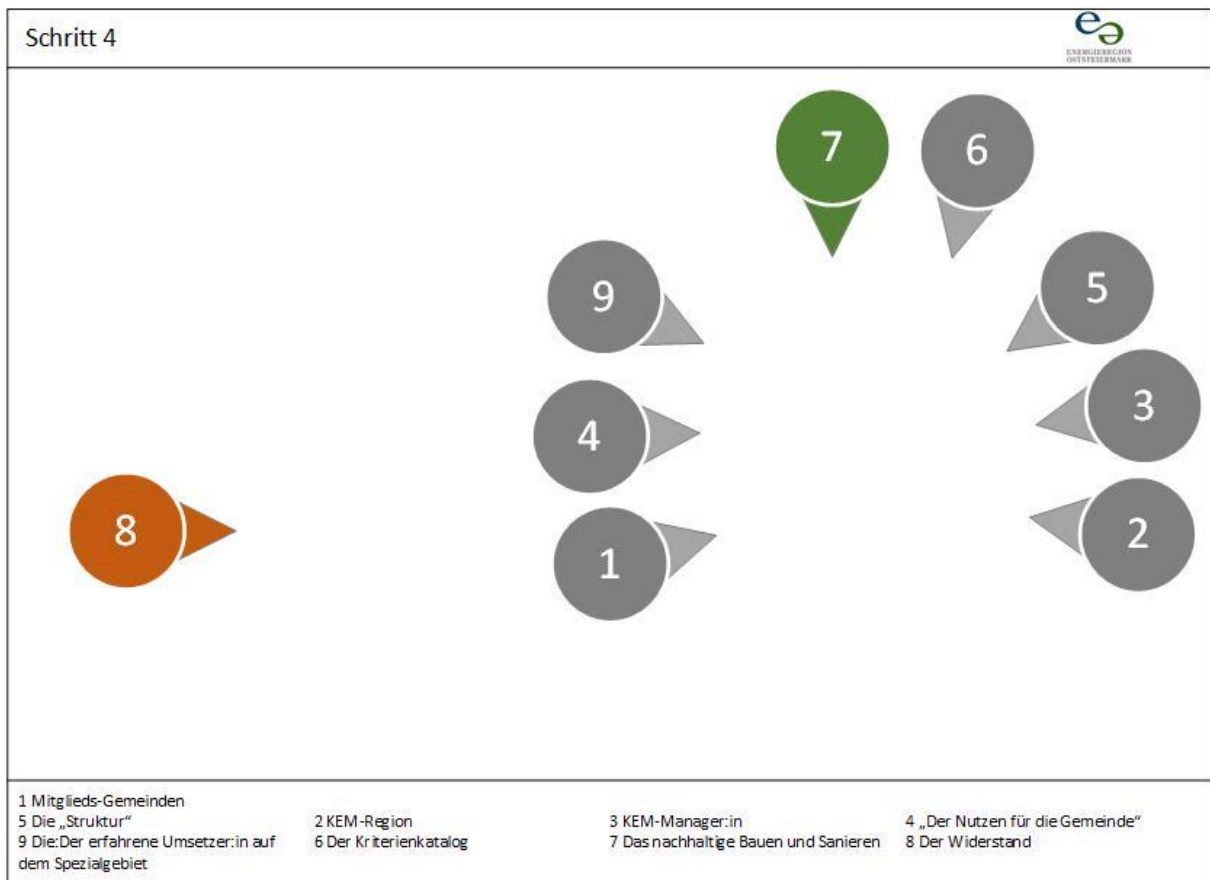 Schritt 4
ENERGIEREGION
OSTSTEIERMARK
7
6
9
5
4
3
8
1
2
1 Mitglieds-Gemeinden
5 Die „Struktur“ 2 KEM-Region 3 KEM-Manager:in 4 „Der Nutzen für die Gemeinde“
9 Die:Der erfahrene Umsetzer:in auf 6 Der Kriterienkatalog 7 Das nachhaltige Bauen und Sanieren 8 Der Widerstand
dem Spezialgebiet